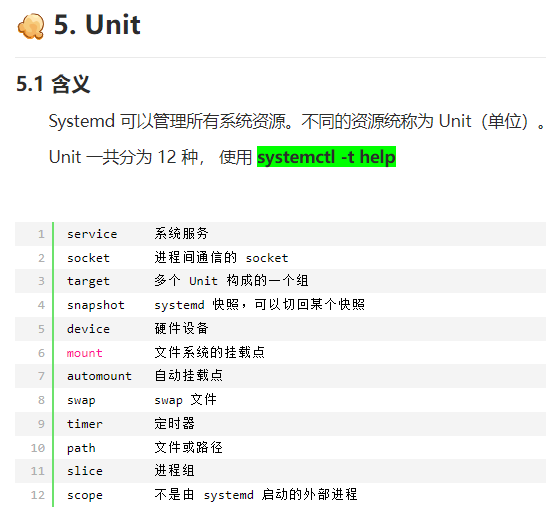 5. Unit
5.1 含义
Systemd 可以管理所有系统资源。不同的资源统称为 Unit（单位）。
Unit 一共分为 12 种， 使用 systemctl -t help
1 service 系统服务
2 socket 进程间通信的 socket
3 target 多个 Unit 构成的一个组
4 snapshot systemd 快照，可以切回某个快照
5 device 硬件设备
6 mount 文件系统的挂载点
7 automount 自动挂载点
8 swap swap 文件
9 timer 定时器
10 path 文件或路径
11 slice 进程组
12 scope 不是由 systemd 启动的外部进程